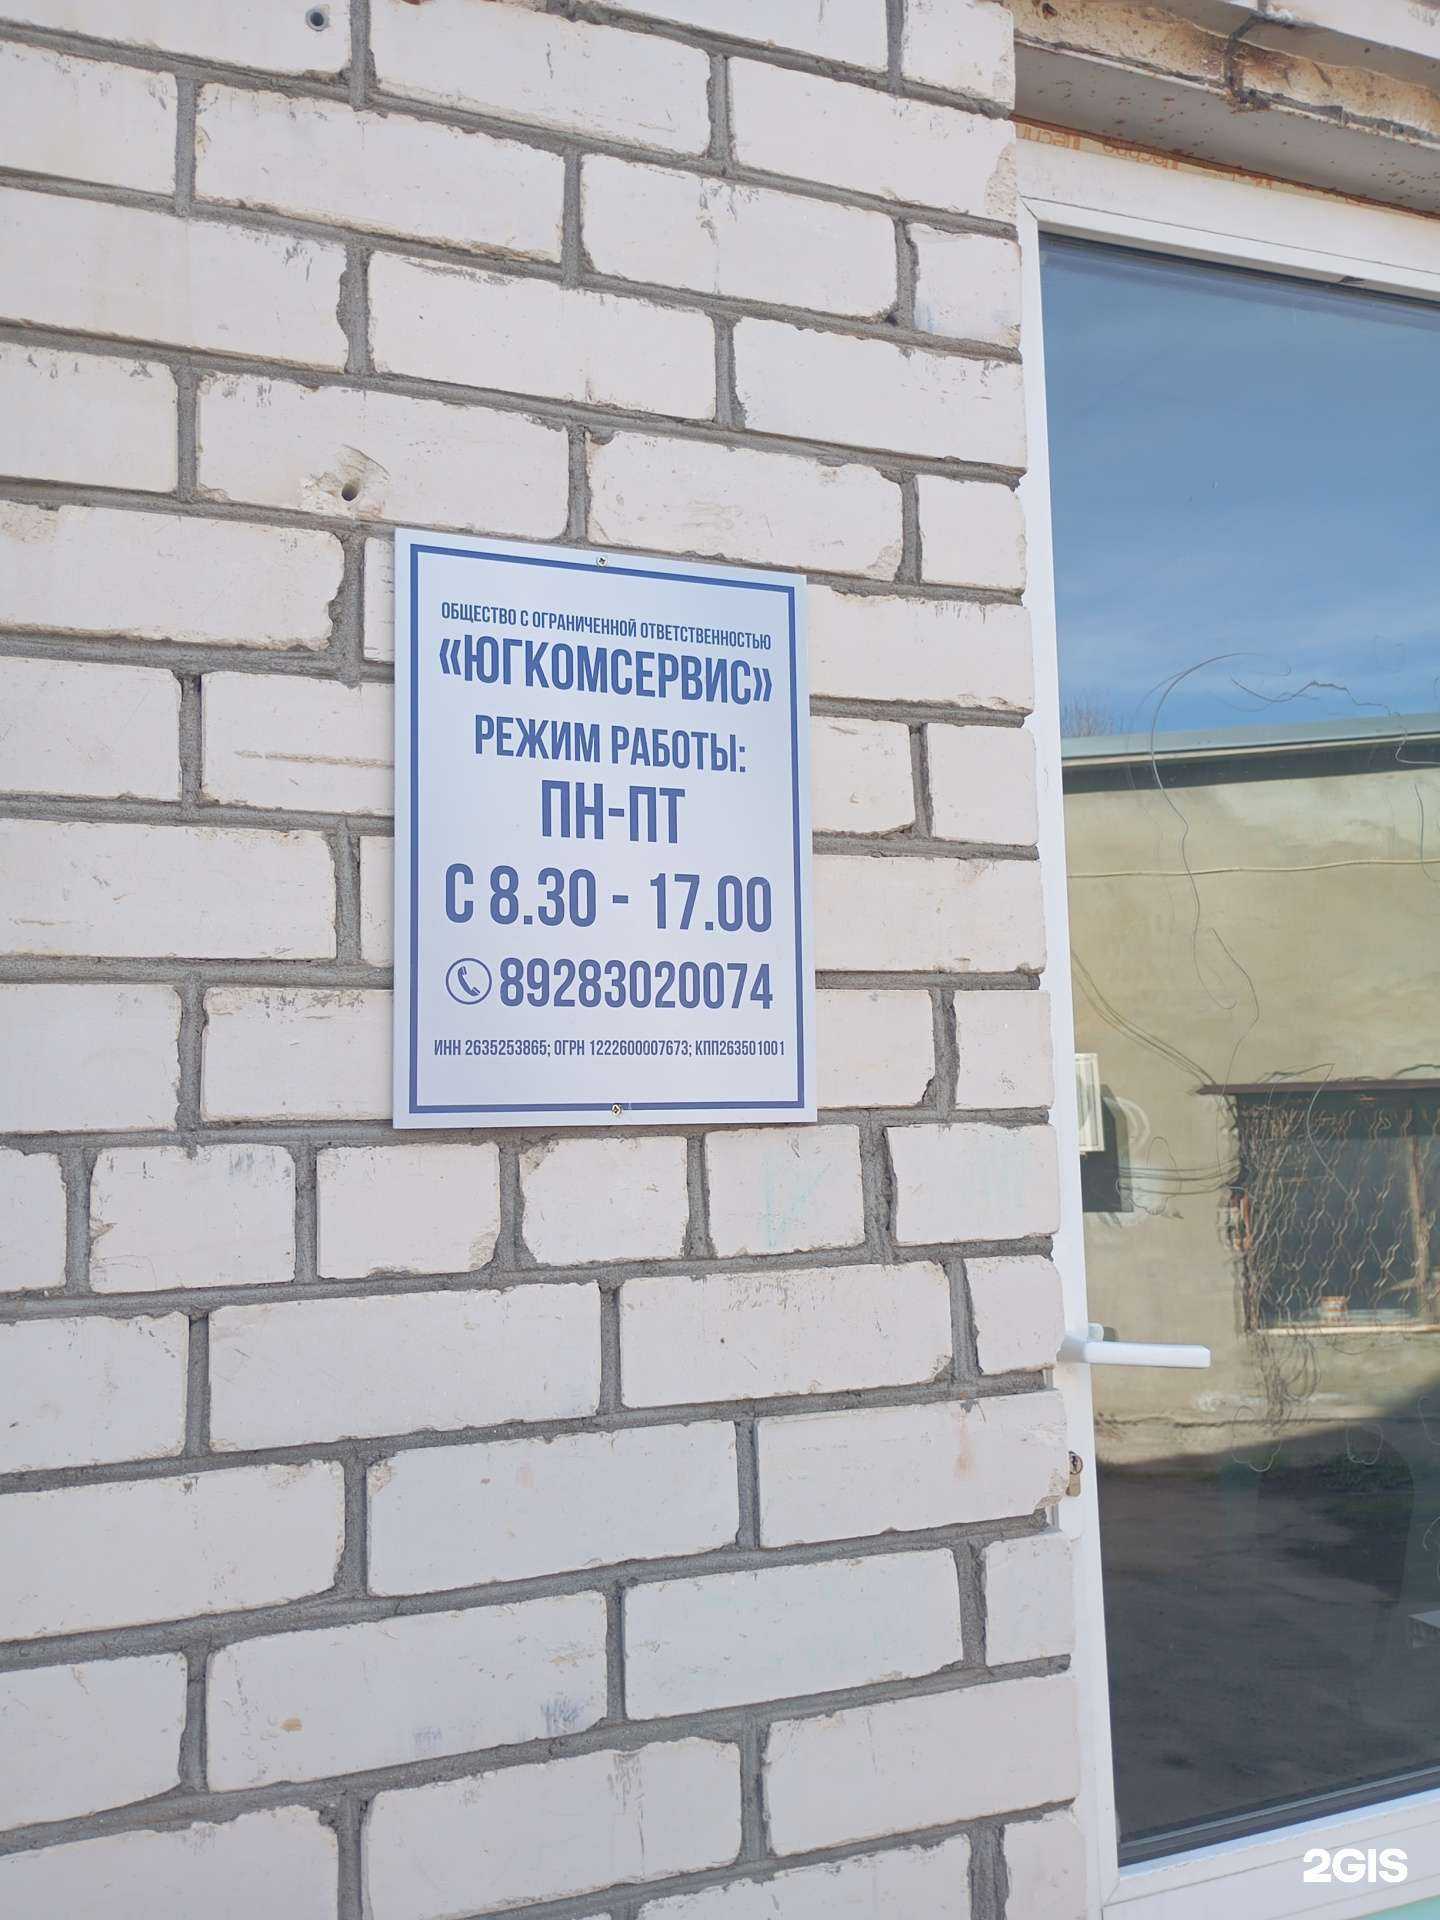 ОБЩЕСТВО С ОГРАНИЧЕННОЙ ОТВЕТСТВЕННОСТЬЮ
«ЮГКОМСЕРВИС»
РЕЖИМ РАБОТЫ:
ПН-ПТ
С 8.30 - 17.00
89283020074
ИНН 2635253865; ОГРН 1222600007673; КПП263501001
2GIS